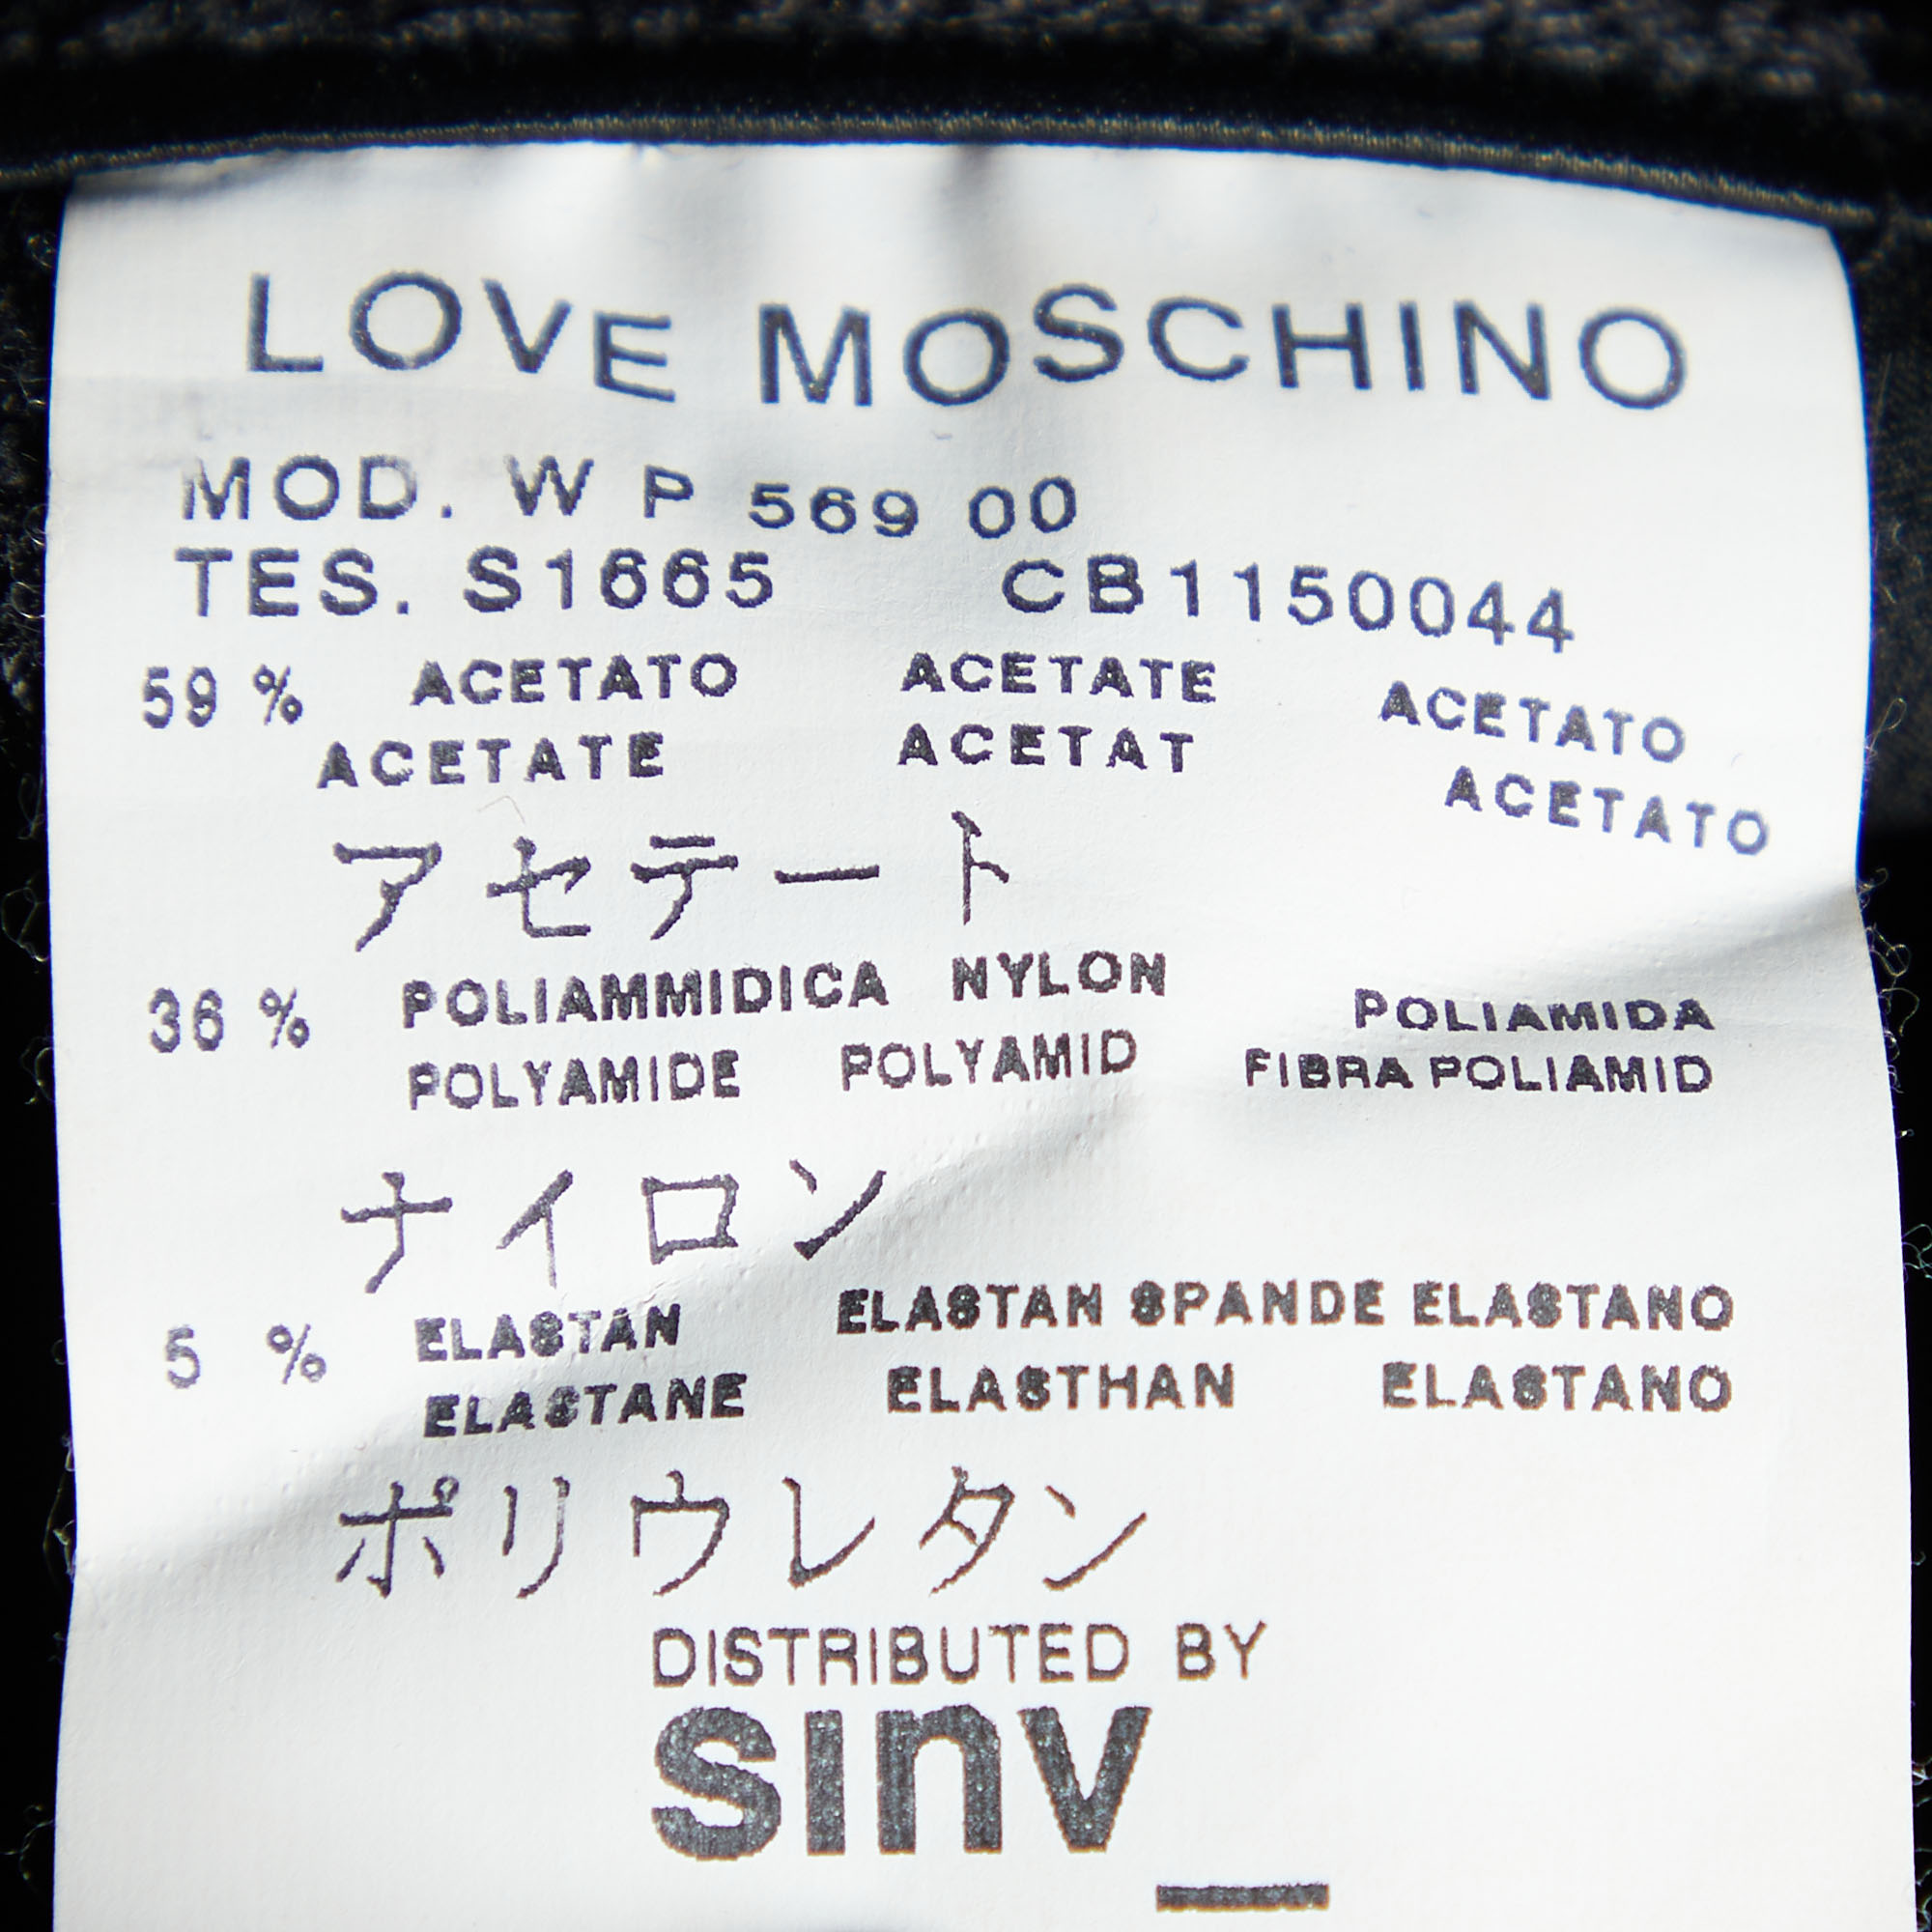 LOVE MOSCHINO
MOD. W P 569 00
TES. S1665 CB1150044
59 % ACETATO ACETATE ACETATO
ACETATE ACETAT ACETATO
アセテート
36 % POLIAMMIDICA NYLON POLIAMIDA
POLYAMIDE POLYAMID FIBRA POLIAMID
ナイロン
5 % ELASTAN ELASTAN SPANDE ELASTANO
ELASTANE ELASTHAN ELASTANO
ポリウレタン
DISTRIBUTED BY
sinv_